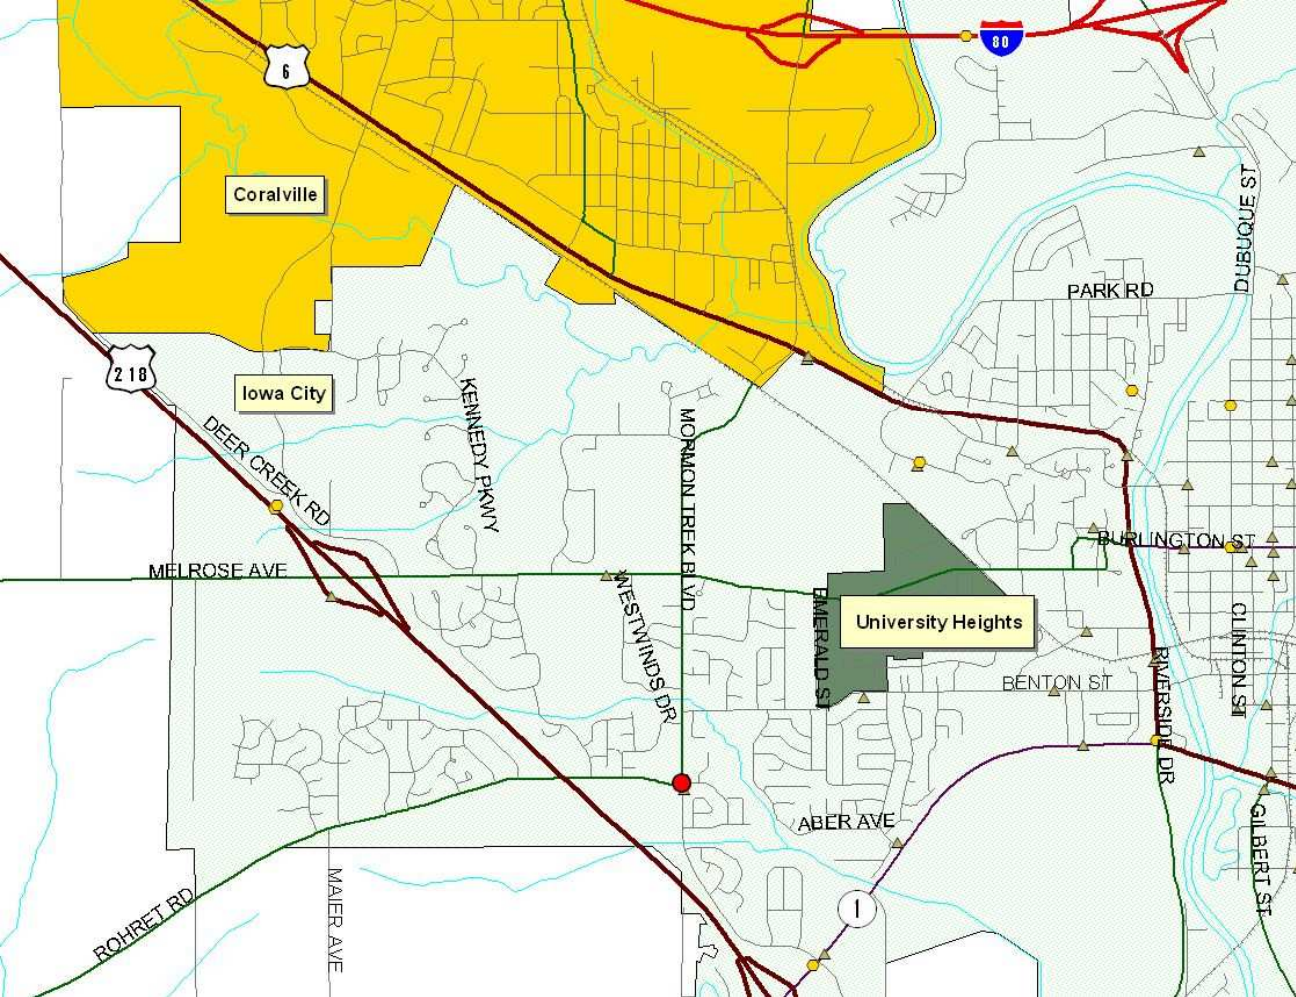 6
80
Coralville
DUBUQUE ST
PARK RD
218
Iowa City
DEER CREEK RD
KENNEDY PKWY
MORMON TREK BLVD
MELROSE AVE
WESTWINDS DR
BURLINGTON ST
EMERALD ST
University Heights
CLINTON ST
BENTON ST
RIVERSIDE DR
ABER AVE
GILBERT ST
MAIER AVE
ROHRET RD
1